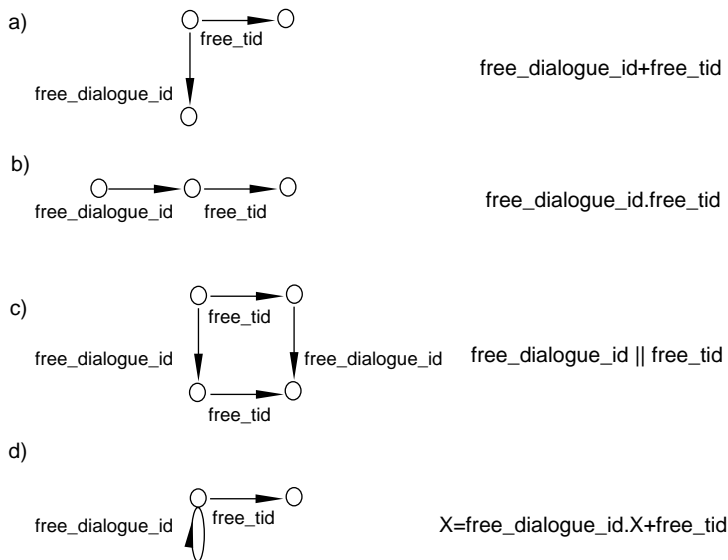 a)
free_tid
free_dialogue_id
free_dialogue_id+free_tid
b)
free_dialogue_id free_tid
free_dialogue_id.free_tid
c)
free_tid
free_dialogue_id free_dialogue_id
free_dialogue_id || free_tid
free_tid
d)
free_dialogue_id free_tid
X=free_dialogue_id.X+free_tid